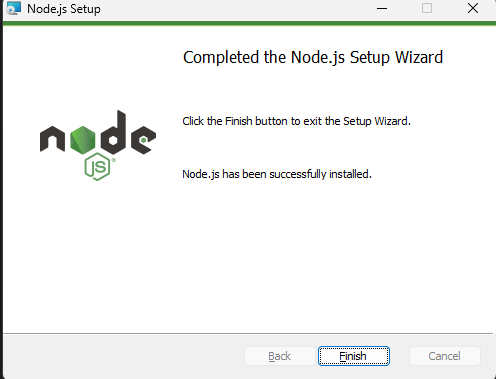 Node.js Setup
Completed the Node.js Setup Wizard
Click the Finish button to exit the Setup Wizard.
node
JS®
Node.js has been successfully installed.
Back
Finish
Cancel